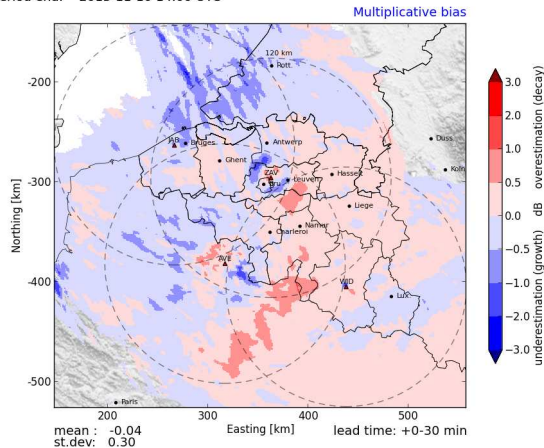 Multiplicative bias
120 km
Rott.
-200
Duss
JAB
Bruges
Antwerp
Koln
Ghent
ZAV
Leuven
Hasselt
-300
Bru
Liege
Namur
Charleroi
AVE
-400
WID
Lux
-500
Paris
200
300
400
500
Northing [km]
Easting [km]
mean : -0.04
st.dev: 0.30
lead time: +0-30 min
3.0
2.0
1.0
0.5
0.0
−0.5
−1.0
−2.0
−3.0
underestimation (growth) dB overestimation (decay)